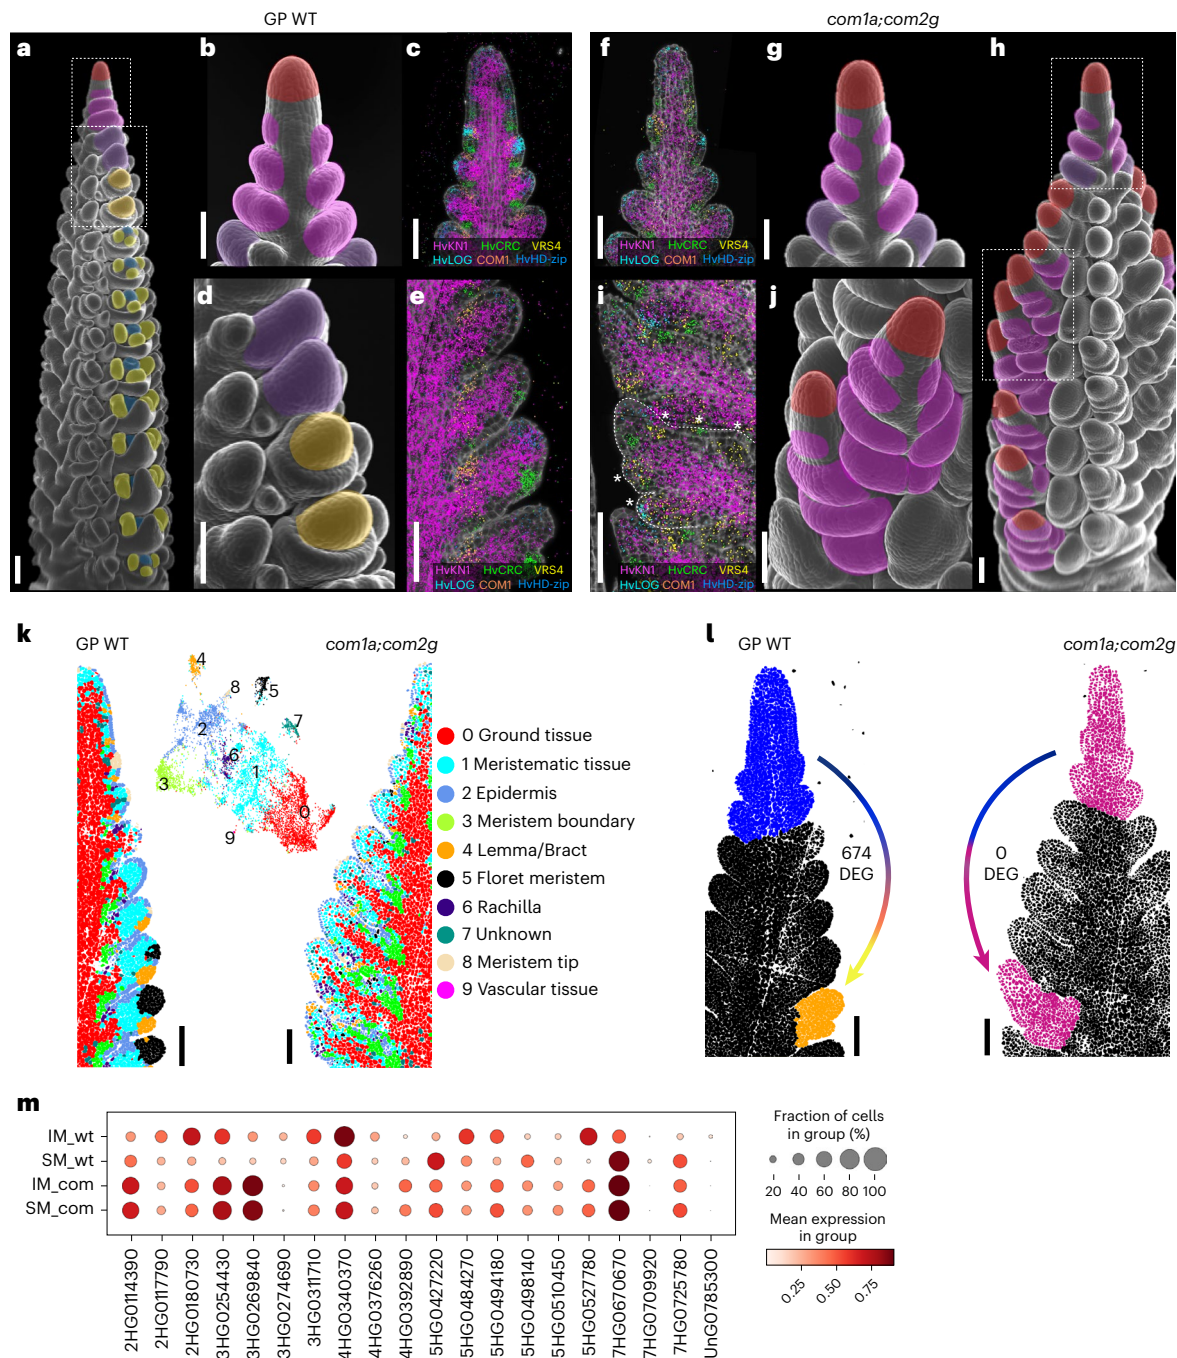 GP WT
com1a;com2g
a
b
c
f
g
h
HvKN1 HvCRC VRS4
HvLOG COM1 HvHD-zip
HvKN1 HvCRC VRS4
HvLOG COM1 HvHD-zip
d
e
i
j
* * *
*
*
HvKN1 HvCRC VRS4
HvLOG COM1 HvHD-zip
HvKN1 HvCRC VRS4
HvLOG COM1 HvHD-zip
k
GP WT
com1a;com2g
4
8
5
2
7
6
3
1
0
9
0 Ground tissue
1 Meristematic tissue
2 Epidermis
3 Meristem boundary
4 Lemma/Bract
5 Floret meristem
6 Rachilla
7 Unknown
8 Meristem tip
9 Vascular tissue
l
GP WT
com1a;com2g
674
DEG
0
DEG
m
IM_wt
SM_wt
IM_com
SM_com
2HG0114390
2HG0117790
2HG0180730
3HG0254430
3HG0269840
3HG0274690
3HG0311710
4HG0340370
4HG0376260
4HG0392890
5HG0427220
5HG0484270
5HG0494180
5HG0498140
5HG0510450
5HG0527780
7HG0670670
7HG0709920
7HG0725780
UnG0785300
Fraction of cells
in group (%)
20 40 60 80 100
Mean expression
in group
0.25 0.50 0.75